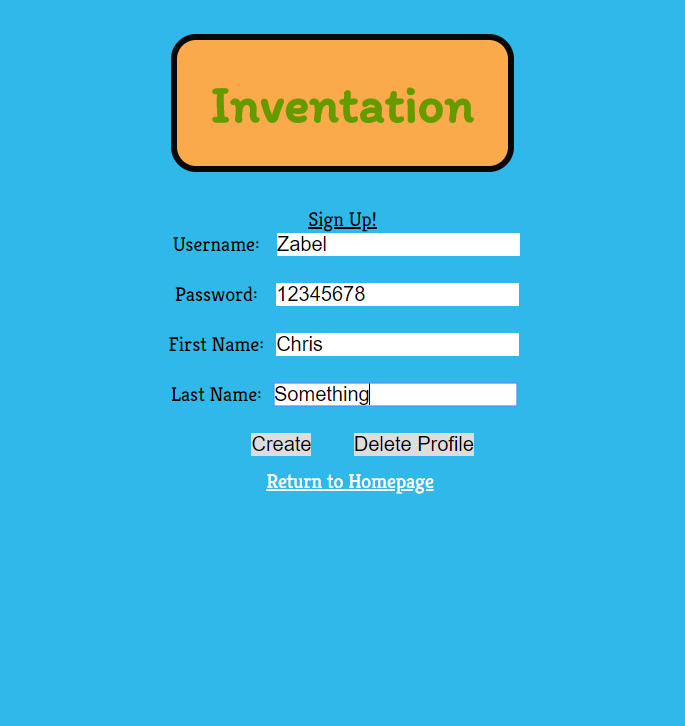 Inventation
Sign Up!
Username: Zabel
Password: 12345678
First Name: Chris
Last Name: Something
Create Delete Profile
Return to Homepage